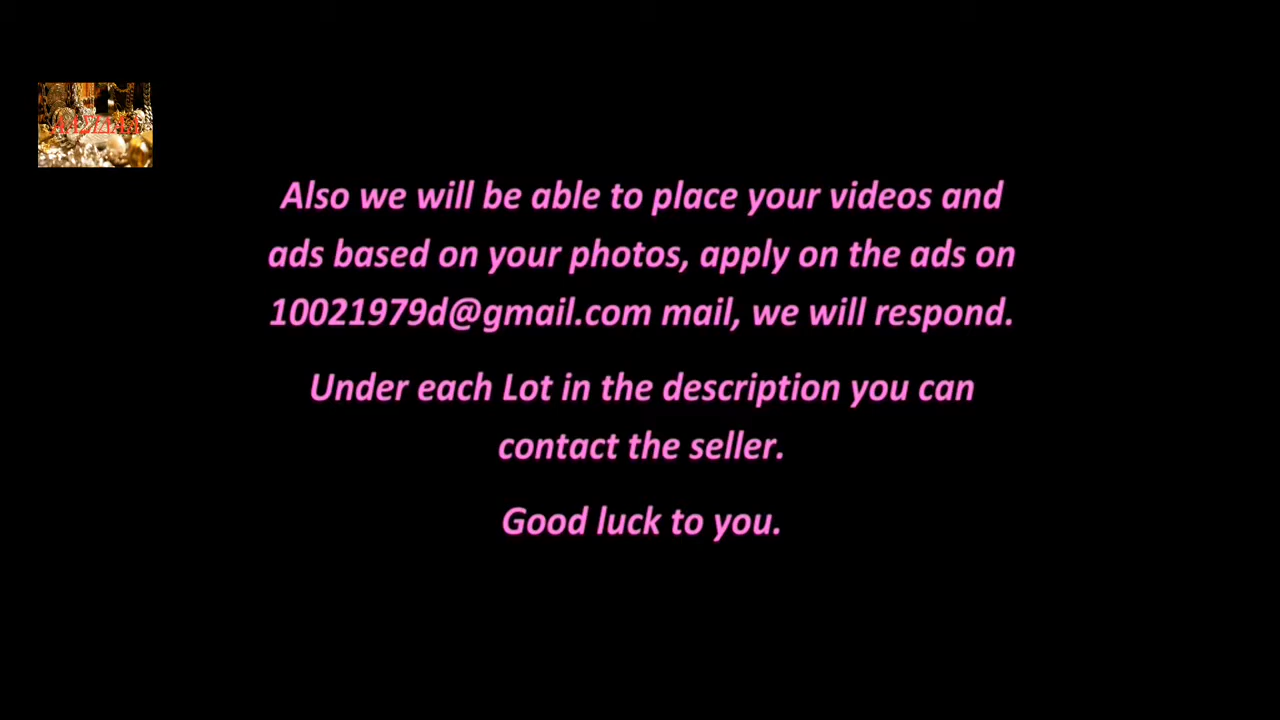 Also we will be able to place your videos and
ads based on your photos, apply on the ads on
10021979d@gmail.com mail, we will respond.
Under each Lot in the description you can
contact the seller.
Good luck to you.